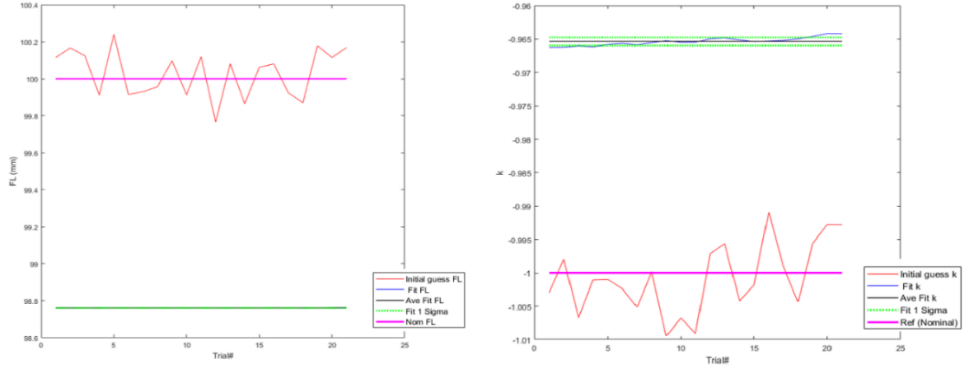 100.4
100.2
100
99.8
99.6
99.4
99.2
99
98.8
98.6
FL (mm)
0 5 10 15 20 25
Trial#
Initial guess FL
Fit FL
Ave Fit FL
Fit 1 Sigma
Nom FL
-0.96
-0.965
-0.97
-0.975
-0.98
-0.985
-0.99
-0.995
-1
-1.005
-1.01
k
0 5 10 15 20 25
Trial#
Initial guess k
Fit k
Ave Fit k
Fit 1 Sigma
Ref (Nominal)